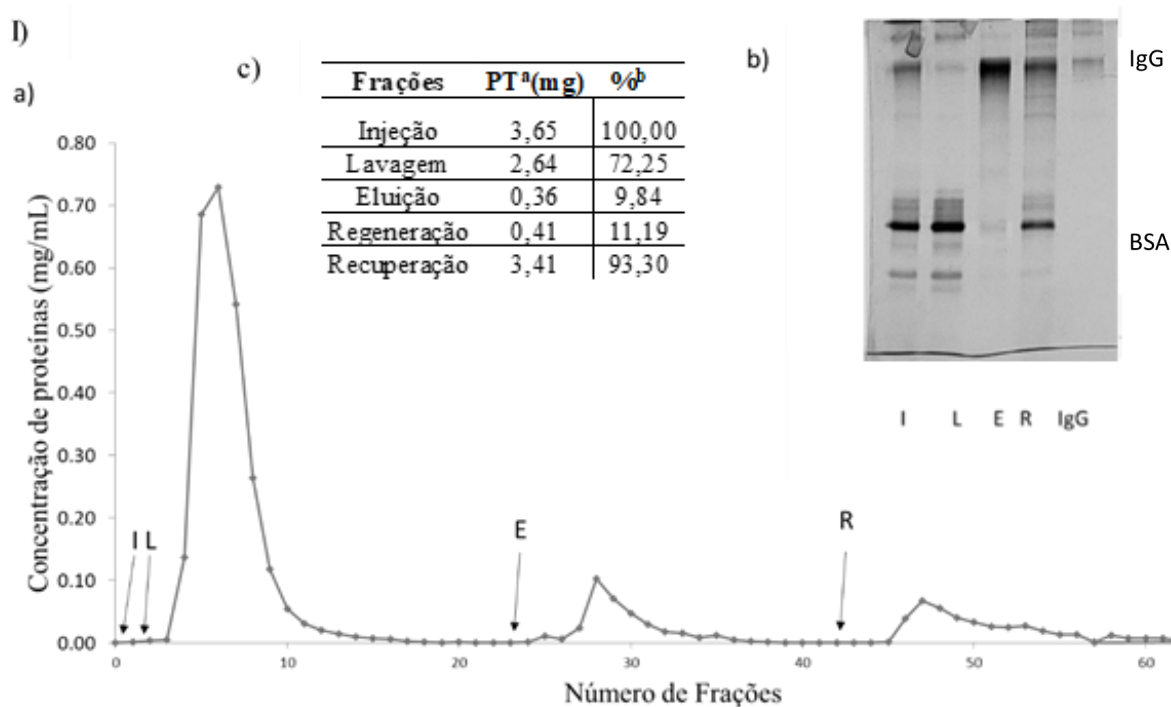 I)
a)
c)
Frações PTª(mg) %ᵇ
Injeção 3,65 100,00
Lavagem 2,64 72,25
Eluição 0,36 9,84
Regeneração 0,41 11,19
Recuperação 3,41 93,30
b)
IgG
BSA
I L E R IgG
Concentração de proteínas (mg/mL)
0.80
0.70
0.60
0.50
0.40
0.30
0.20
0.10
0.00
I L
E
R
0 10 20 30 40 50 60
Número de Frações